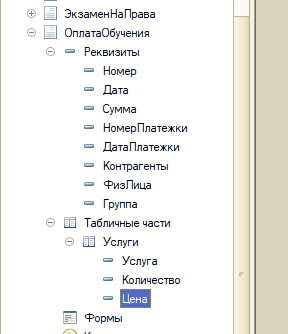 ЭкзаменНаПрава
ОплатаОбучения
Реквизиты
Номер
Дата
Сумма
НомерПлатежки
ДатаПлатежки
Контрагенты
ФизЛица
Группа
Табличные части
Услуги
Услуга
Количество
Цена
Формы